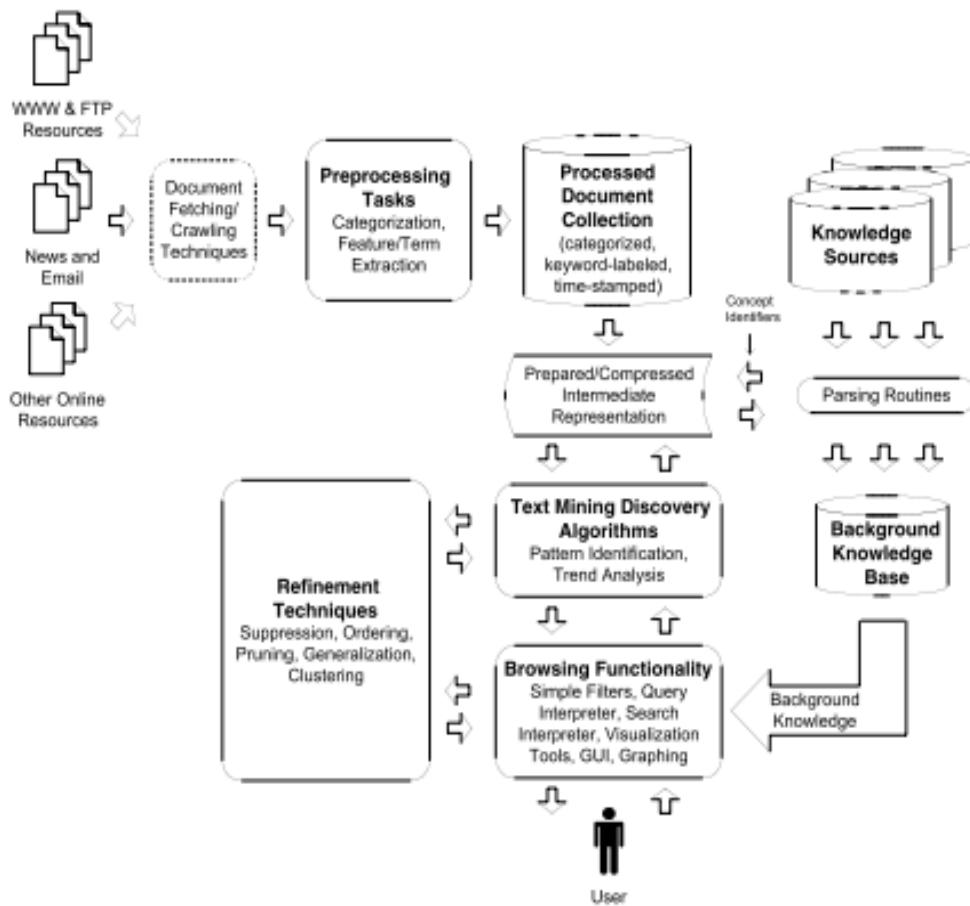 WWW & FTP
Resources
News and
Email
Other Online
Resources
Document
Fetching/
Crawling
Techniques
Preprocessing
Tasks
Categorization,
Feature/Term
Extraction
Processed
Document
Collection
(categorized,
keyword-labeled,
time-stamped)
Knowledge
Sources
Concept
Identifiers
Prepared/Compressed
Intermediate
Representation
Parsing Routines
Text Mining Discovery
Algorithms
Pattern Identification,
Trend Analysis
Background
Knowledge
Base
Refinement
Techniques
Suppression, Ordering,
Pruning, Generalization,
Clustering
Browsing Functionality
Simple Filters, Query
Interpreter, Search
Interpreter, Visualization
Tools, GUI, Graphing
Background
Knowledge
User